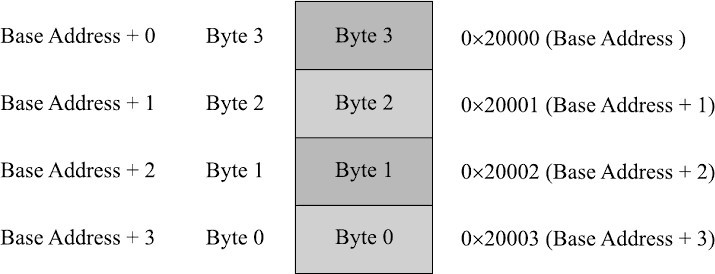 Base Address + 0 Byte 3 Byte 3 0×20000 (Base Address )
Base Address + 1 Byte 2 Byte 2 0×20001 (Base Address + 1)
Base Address + 2 Byte 1 Byte 1 0×20002 (Base Address + 2)
Base Address + 3 Byte 0 Byte 0 0×20003 (Base Address + 3)